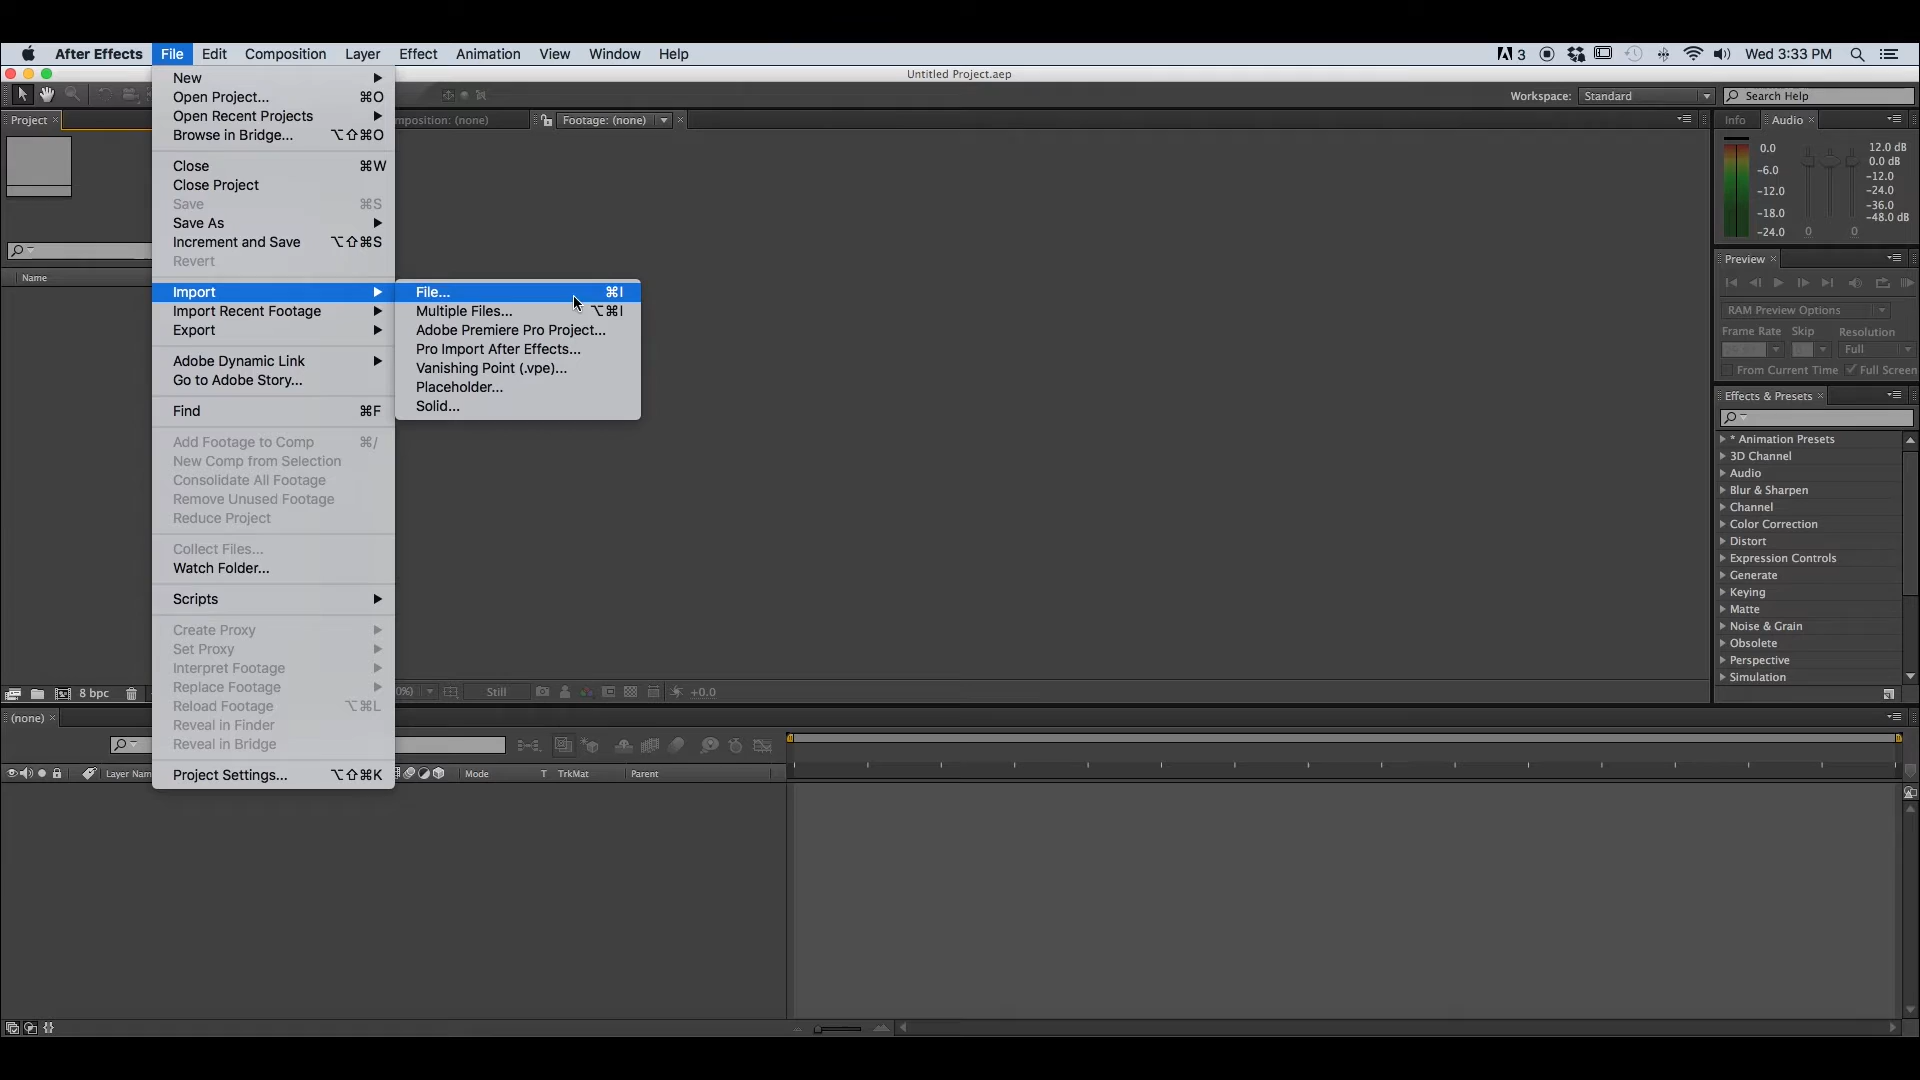 After Effects File Edit Composition Layer Effect Animation View Window Help 3 Wed 3:33 PM
Untitled Project.aep
Workspace: Standard Search Help
Project
mposition: (none)
Footage: (none)
Info Audio
New
Open Project... ⌘O
Open Recent Projects
Browse in Bridge... ⌥⇧⌘O
Close ⌘W
Close Project
Save ⌘S
Save As
Increment and Save ⌥⇧⌘S
Revert
Import
Import Recent Footage
Export
Adobe Dynamic Link
Go to Adobe Story...
Find ⌘F
Add Footage to Comp ⌘/
New Comp from Selection
Consolidate All Footage
Remove Unused Footage
Reduce Project
Collect Files...
Watch Folder...
Scripts
Create Proxy
Set Proxy
Interpret Footage
Replace Footage
Reload Footage ⌥⌘L
Reveal in Finder
Reveal in Bridge
Project Settings... ⌥⇧⌘K
File... ⌘I
Multiple Files... ⌥⌘I
Adobe Premiere Pro Project...
Pro Import After Effects...
Vanishing Point (.vpe)...
Placeholder...
Solid...
Name
8 bpc
0%) Still +0.0
0.0
-6.0
-12.0
-18.0
-24.0
12.0 dB
0.0 dB
-12.0
-24.0
-36.0
-48.0 dB
0 0
Preview
RAM Preview Options
Frame Rate Skip Resolution
Full
From Current Time Full Screen
Effects & Presets
* Animation Presets
3D Channel
Audio
Blur & Sharpen
Channel
Color Correction
Distort
Expression Controls
Generate
Keying
Matte
Noise & Grain
Obsolete
Perspective
Simulation
(none)
Layer Nam Mode T TrkMat Parent